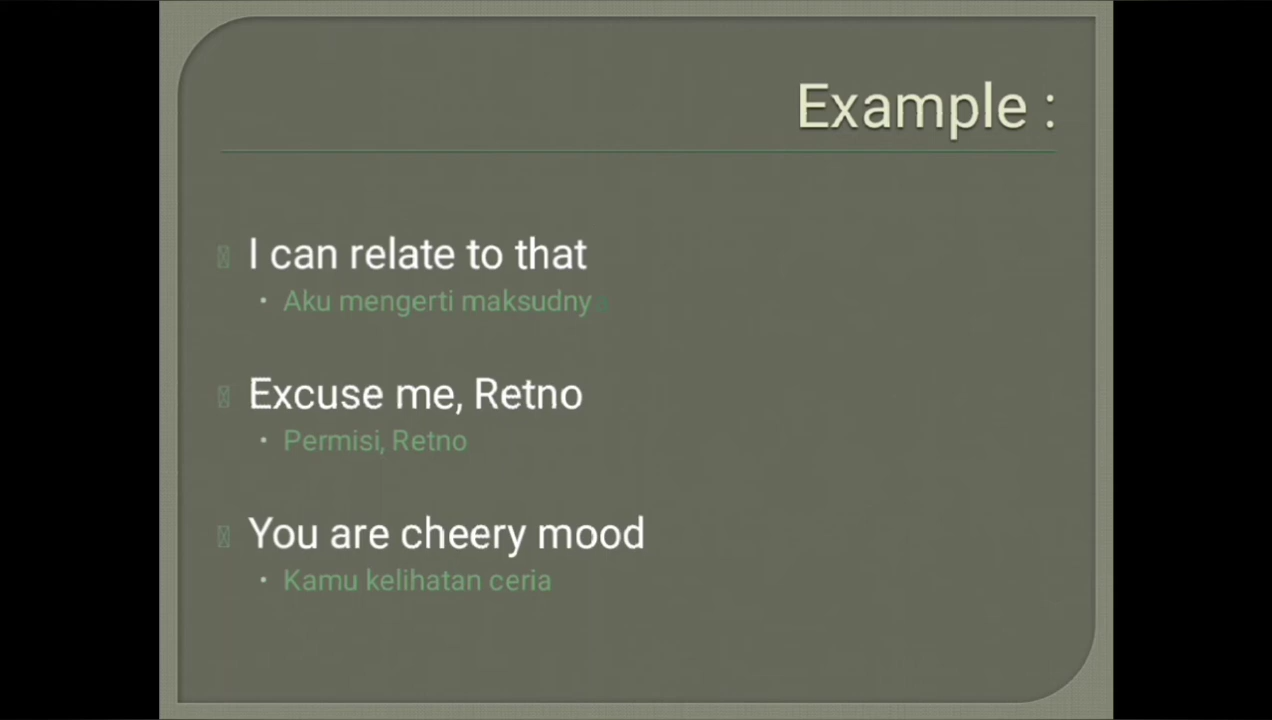 Example :
I can relate to that
Aku mengerti maksudnya
Excuse me, Retno
Permisi, Retno
You are cheery mood
Kamu kelihatan ceria